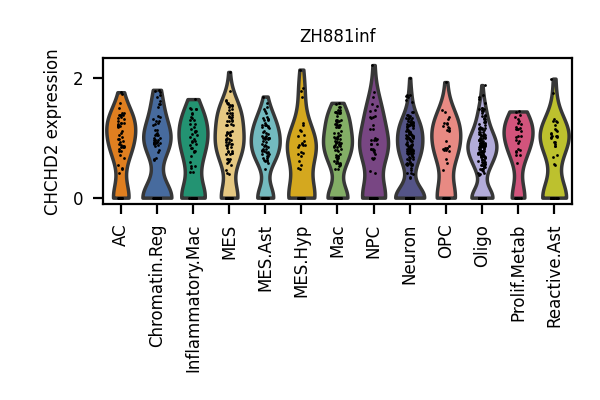 ZH881inf
CHCHD2 expression
2
0
AC
Chromatin.Reg
Inflammatory.Mac
MES
MES.Ast
MES.Hyp
Mac
NPC
Neuron
OPC
Oligo
Prolif.Metab
Reactive.Ast